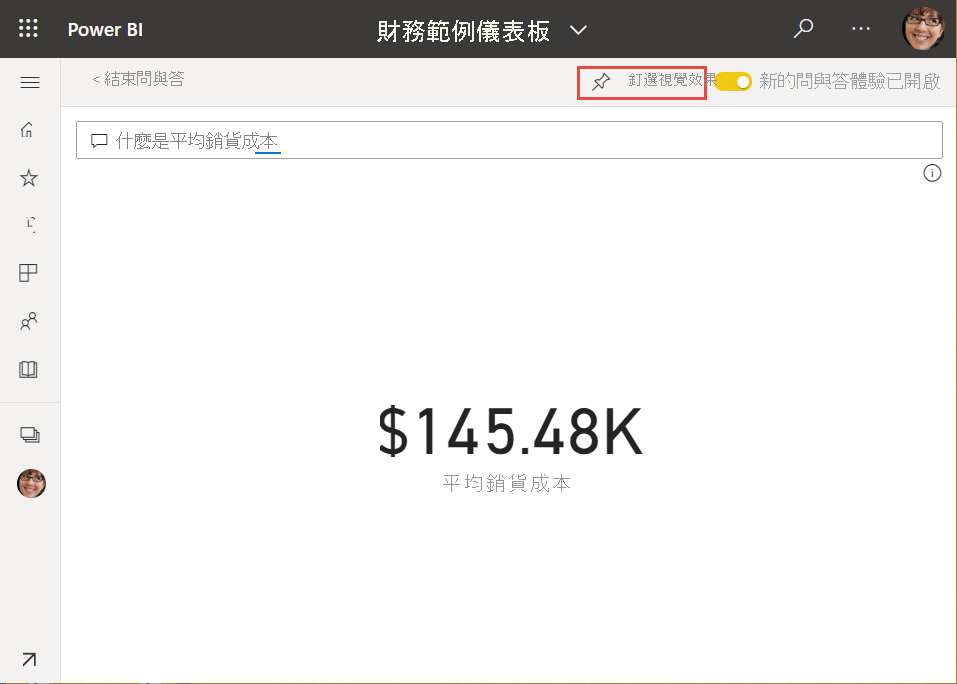 Power BI
財務範例儀表板
< 結束問與答
釘選視覺效果
新的問與答體驗已開啟
什麼是平均銷貨成本
$145.48K
平均銷貨成本